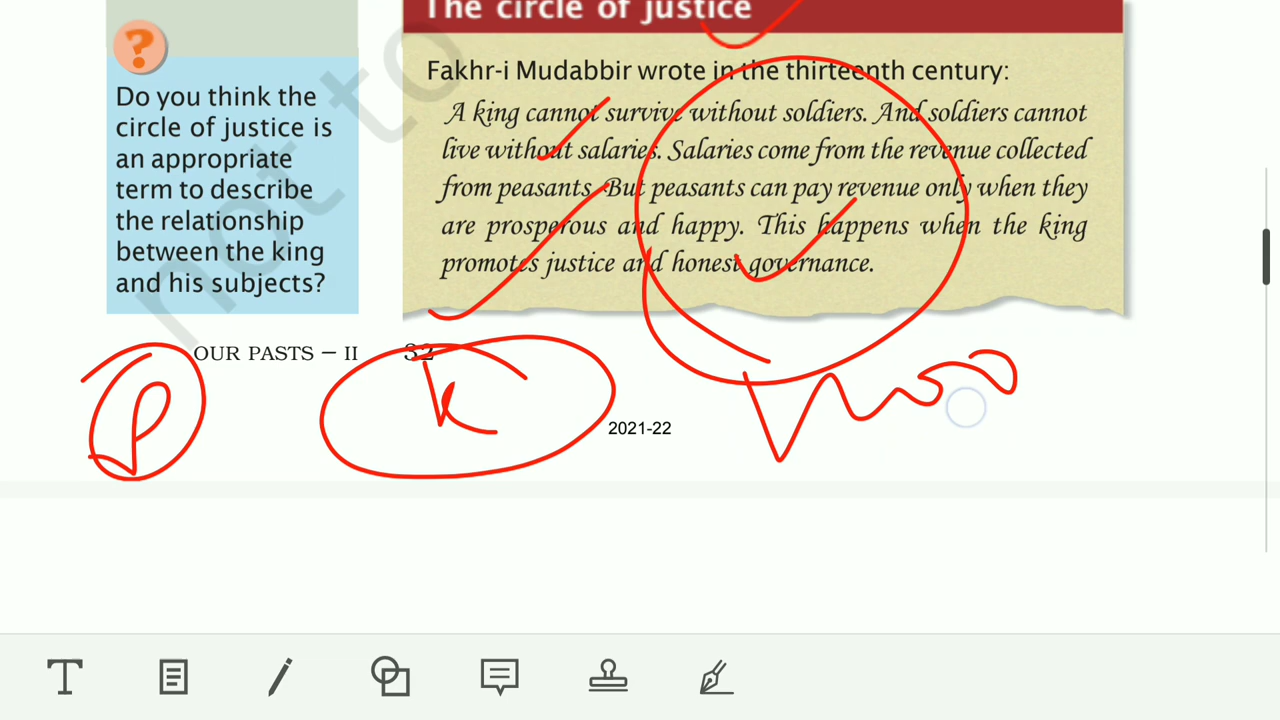 The circle of justice
?
Do you think the
circle of justice is
an appropriate
term to describe
the relationship
between the king
and his subjects?
Fakhr-i Mudabbir wrote in the thirteenth century:
A king cannot survive without soldiers. And soldiers cannot
live without salaries. Salaries come from the revenue collected
from peasants. But peasants can pay revenue only when they
are prosperous and happy. This happens when the king
promotes justice and honest governance.
not to
OUR PASTS – II 32
P
K
2021-22
T